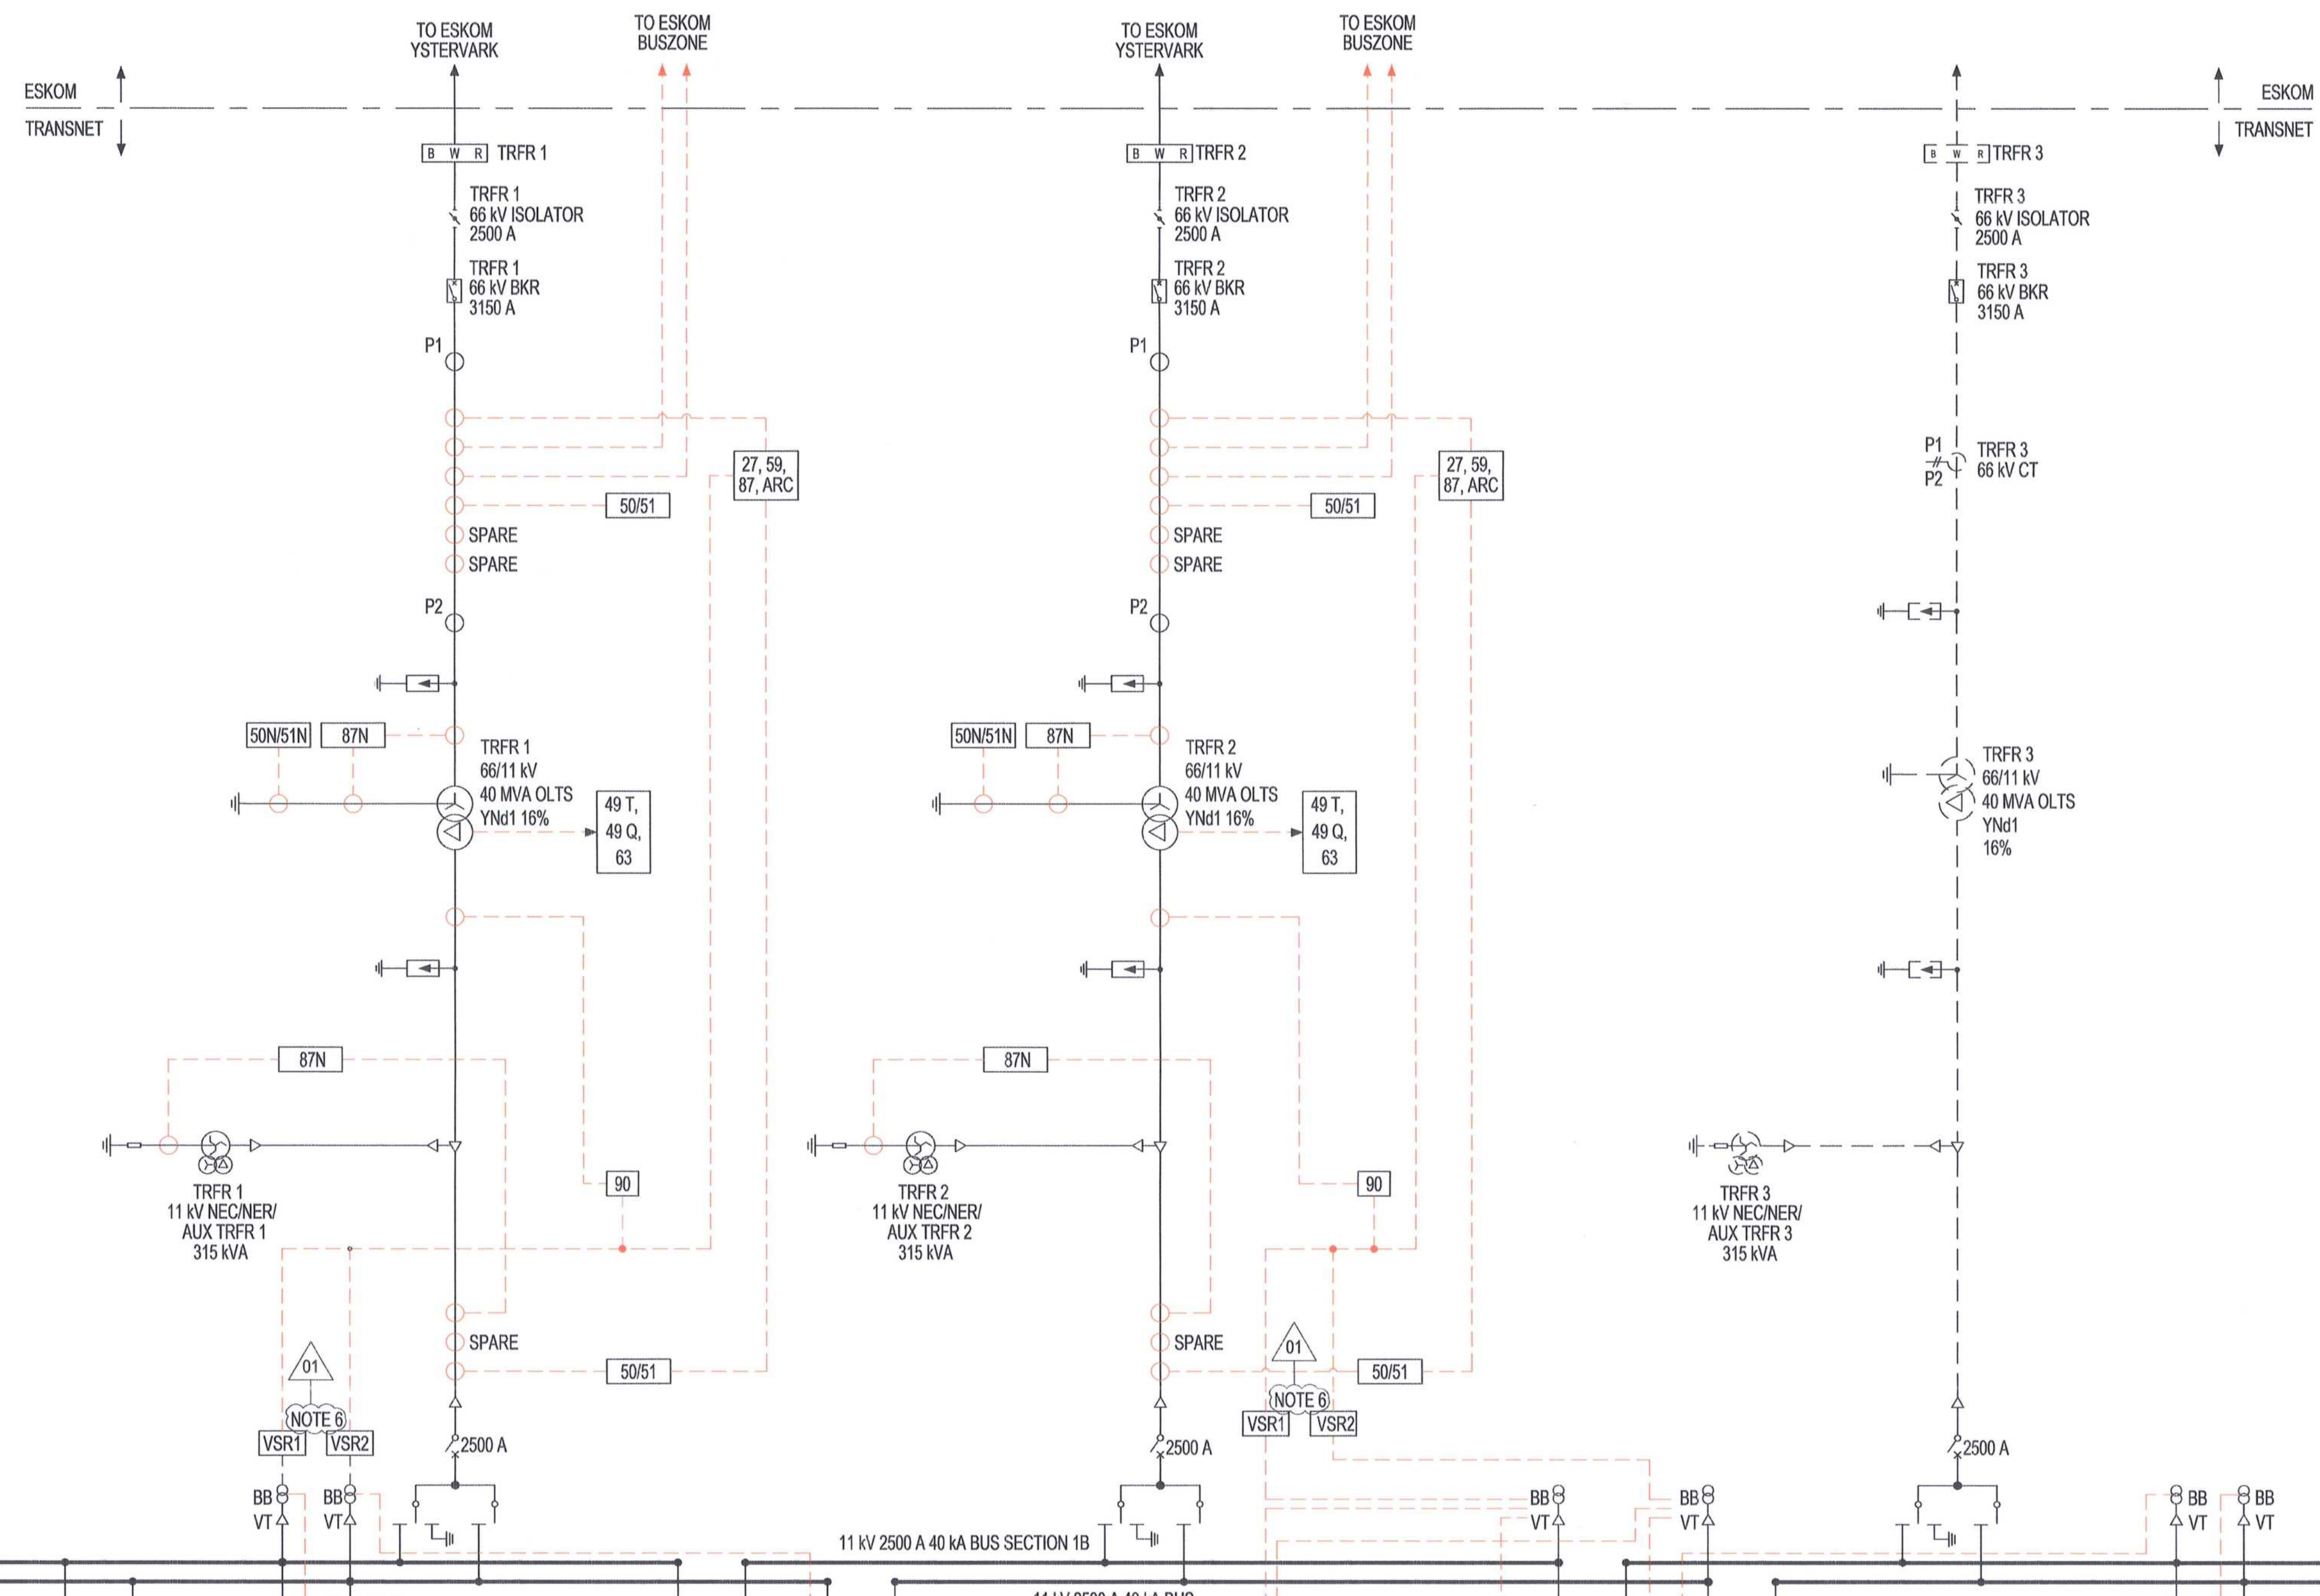 TO ESKOM
YSTERVARK
TO ESKOM
BUSZONE
TO ESKOM
YSTERVARK
TO ESKOM
BUSZONE
ESKOM
TRANSNET
ESKOM
TRANSNET
B W R
TRFR 1
TRFR 1
66 kV ISOLATOR
2500 A
TRFR 1
66 kV BKR
3150 A
P1
27, 59,
87, ARC
50/51
SPARE
SPARE
P2
50N/51N
87N
TRFR 1
66/11 kV
40 MVA OLTS
YNd1 16%
49 T,
49 Q,
63
87N
TRFR 1
11 kV NEC/NER/
AUX TRFR 1
315 kVA
90
SPARE
50/51
01
NOTE 6
VSR1
VSR2
2500 A
BB
VT
BB
VT
B W R
TRFR 2
TRFR 2
66 kV ISOLATOR
2500 A
TRFR 2
66 kV BKR
3150 A
P1
27, 59,
87, ARC
50/51
SPARE
SPARE
P2
50N/51N
87N
TRFR 2
66/11 kV
40 MVA OLTS
YNd1 16%
49 T,
49 Q,
63
87N
TRFR 2
11 kV NEC/NER/
AUX TRFR 2
315 kVA
90
SPARE
50/51
01
NOTE 6
VSR1
VSR2
2500 A
BB
VT
BB
VT
11 kV 2500 A 40 kA BUS SECTION 1B
11 kV 2500 A 40 kA BUS
B W R
TRFR 3
TRFR 3
66 kV ISOLATOR
2500 A
TRFR 3
66 kV BKR
3150 A
P1
P2
TRFR 3
66 kV CT
TRFR 3
66/11 kV
40 MVA OLTS
YNd1
16%
TRFR 3
11 kV NEC/NER/
AUX TRFR 3
315 kVA
2500 A
BB
VT
BB
VT